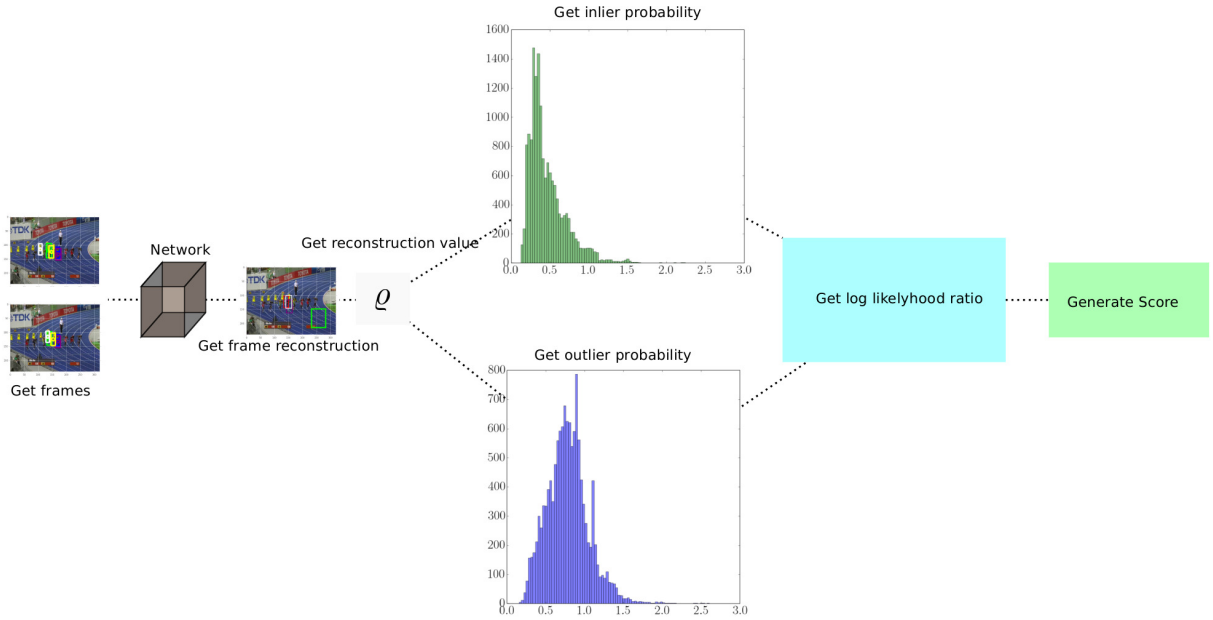 Get inlier probability
1600
1400
1200
1000
800
600
400
200
0
0.0 0.5 1.0 1.5 2.0 2.5 3.0
TDK
TDK
Get frames
Network
TDK
Get frame reconstruction
Get reconstruction value
ϱ
Get outlier probability
800
700
600
500
400
300
200
100
0
0.0 0.5 1.0 1.5 2.0 2.5 3.0
Get log likelyhood ratio
Generate Score